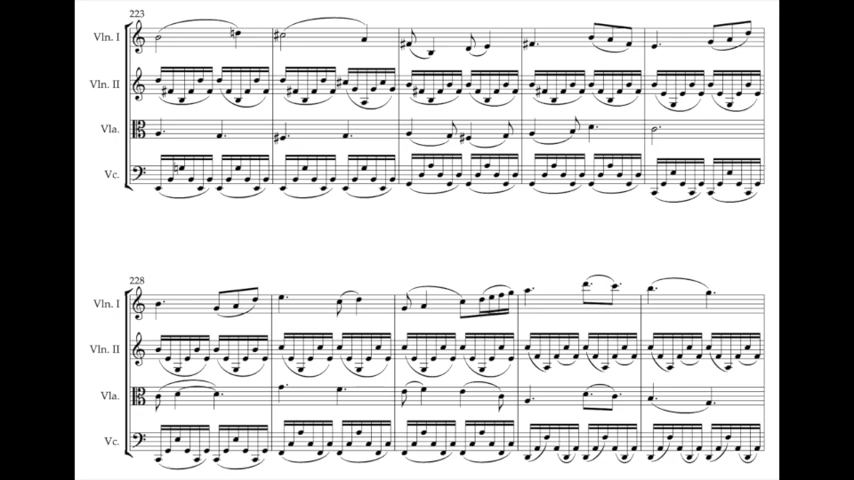 223
Vln. I
Vln. II
Vla.
Vc.
228
Vln. I
Vln. II
Vla.
Vc.